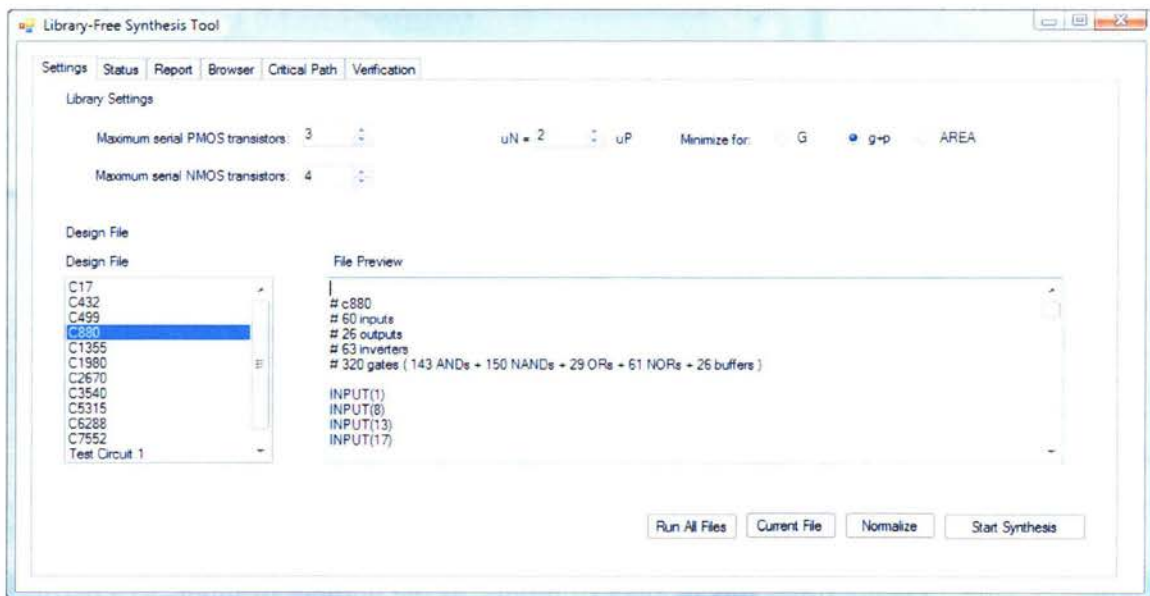 Library-Free Synthesis Tool
Settings Status Report Browser Critical Path Verification
Library Settings
Maximum serial PMOS transistors: 3 uN = 2 uP Minimize for: G g+p AREA
Maximum serial NMOS transistors: 4
Design File
Design File
C17
C432
C499
C880
C1355
C1980
C2670
C3540
C5315
C6288
C7552
Test Circuit 1
File Preview
# c880
# 60 inputs
# 26 outputs
# 63 inverters
# 320 gates ( 143 ANDs + 150 NANDs + 29 ORs + 61 NORs + 26 buffers )
INPUT(1)
INPUT(8)
INPUT(13)
INPUT(17)
Run All Files Current File Normalize Start Synthesis